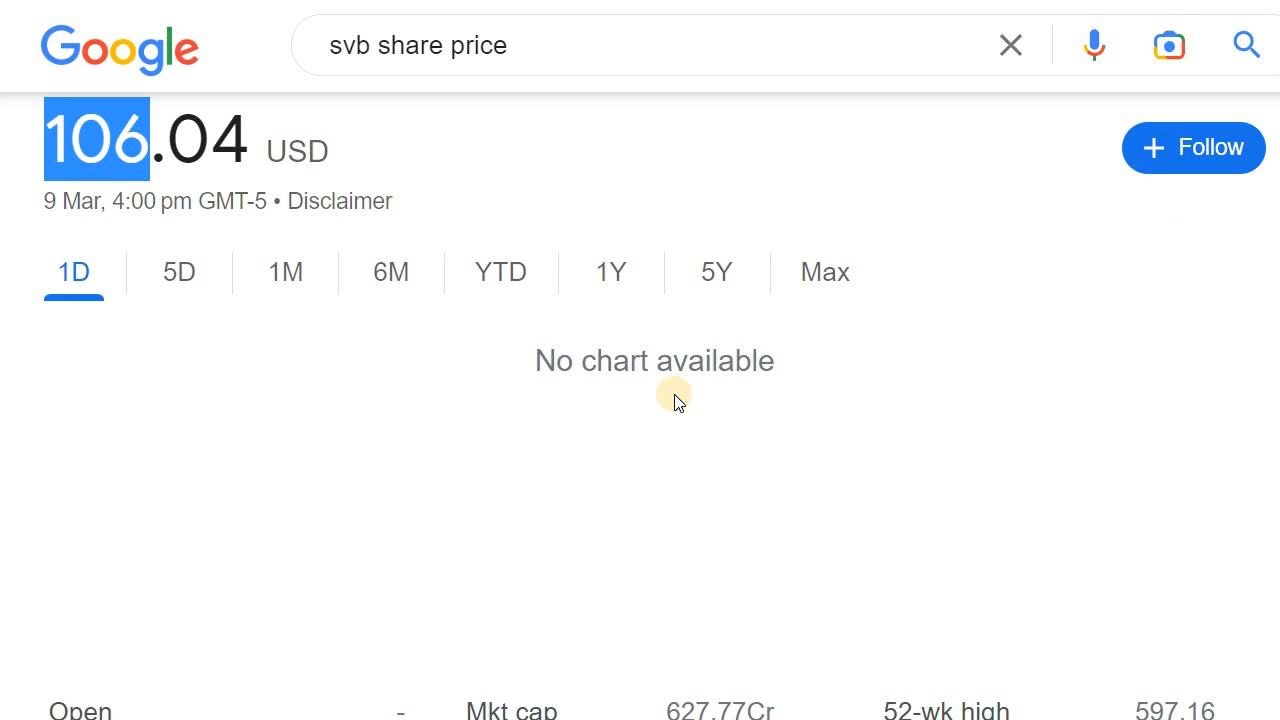 Google
svb share price
106.04 USD
+ Follow
9 Mar, 4:00 pm GMT-5 • Disclaimer
1D 5D 1M 6M YTD 1Y 5Y Max
No chart available
Open - Mkt cap 627.77Cr 52-wk high 597.16